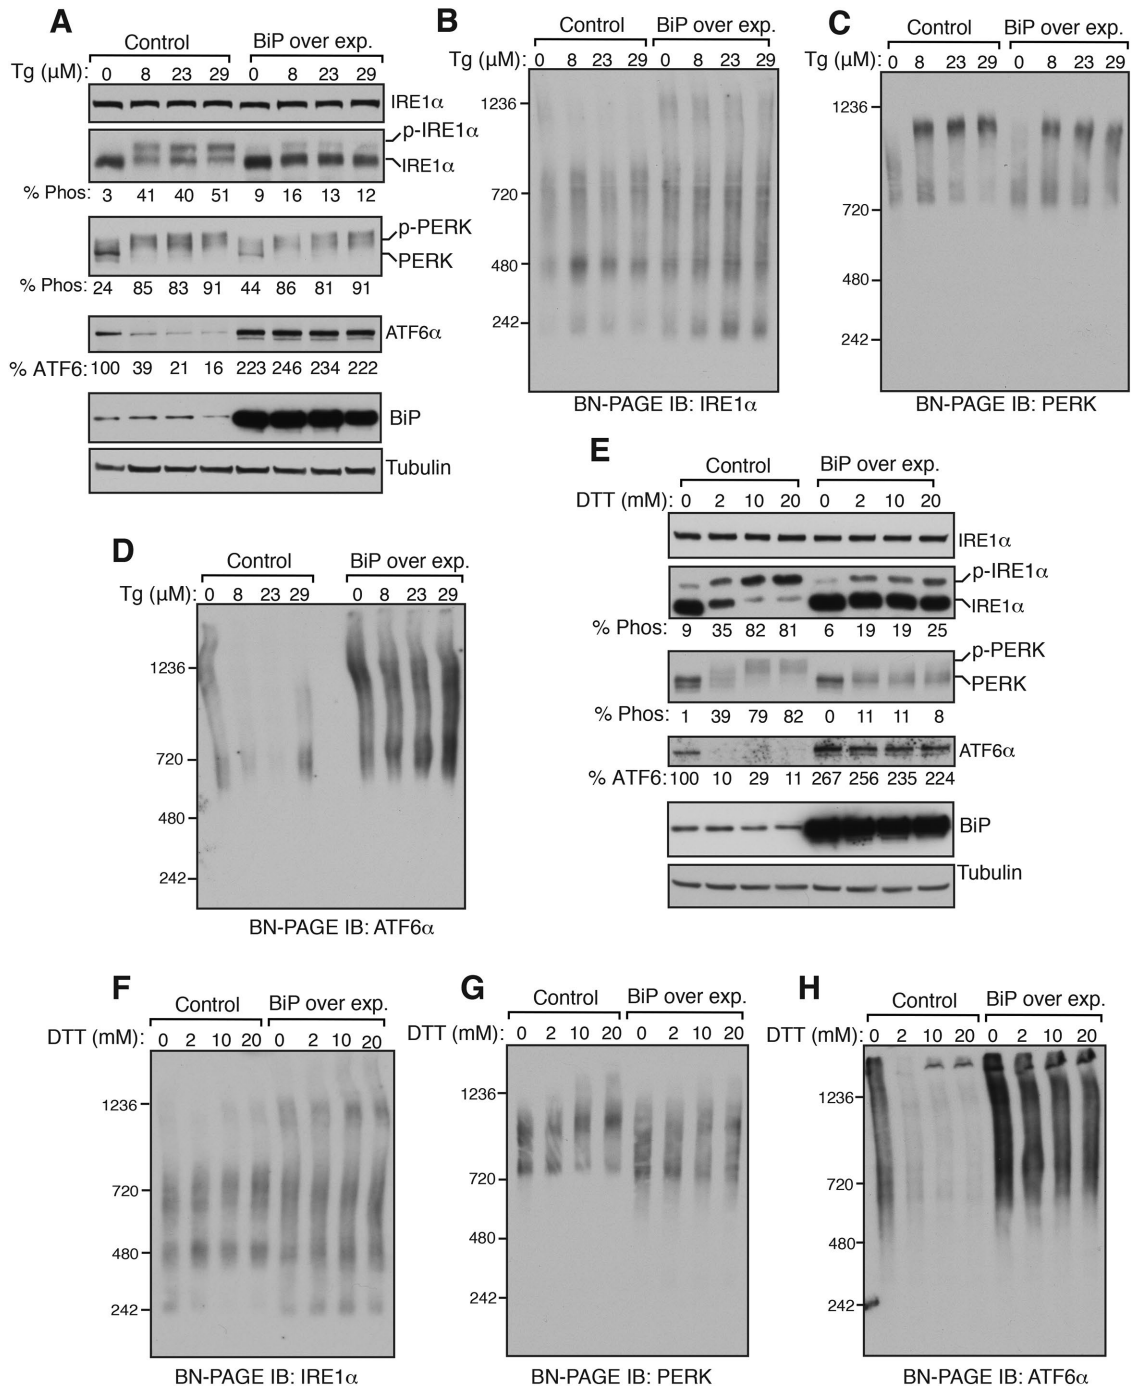 A
Control BiP over exp.
Tg (μM): 0 8 23 29 0 8 23 29
IRE1α
p-IRE1α
IRE1α
% Phos: 3 41 40 51 9 16 13 12
p-PERK
PERK
% Phos: 24 85 83 91 44 86 81 91
ATF6α
% ATF6: 100 39 21 16 223 246 234 222
BiP
Tubulin
B
Control BiP over exp.
Tg (μM): 0 8 23 29 0 8 23 29
1236
720
480
242
BN-PAGE IB: IRE1α
C
Control BiP over exp.
Tg (μM): 0 8 23 29 0 8 23 29
1236
720
480
242
BN-PAGE IB: PERK
D
Control BiP over exp.
Tg (μM): 0 8 23 29 0 8 23 29
1236
720
480
242
BN-PAGE IB: ATF6α
E
Control BiP over exp.
DTT (mM): 0 2 10 20 0 2 10 20
IRE1α
p-IRE1α
IRE1α
% Phos: 9 35 82 81 6 19 19 25
p-PERK
PERK
% Phos: 1 39 79 82 0 11 11 8
ATF6α
% ATF6: 100 10 29 11 267 256 235 224
BiP
Tubulin
F
Control BiP over exp.
DTT (mM): 0 2 10 20 0 2 10 20
1236
720
480
242
BN-PAGE IB: IRE1α
G
Control BiP over exp.
DTT (mM): 0 2 10 20 0 2 10 20
1236
720
480
242
BN-PAGE IB: PERK
H
Control BiP over exp.
DTT (mM): 0 2 10 20 0 2 10 20
1236
720
480
242
BN-PAGE IB: ATF6α